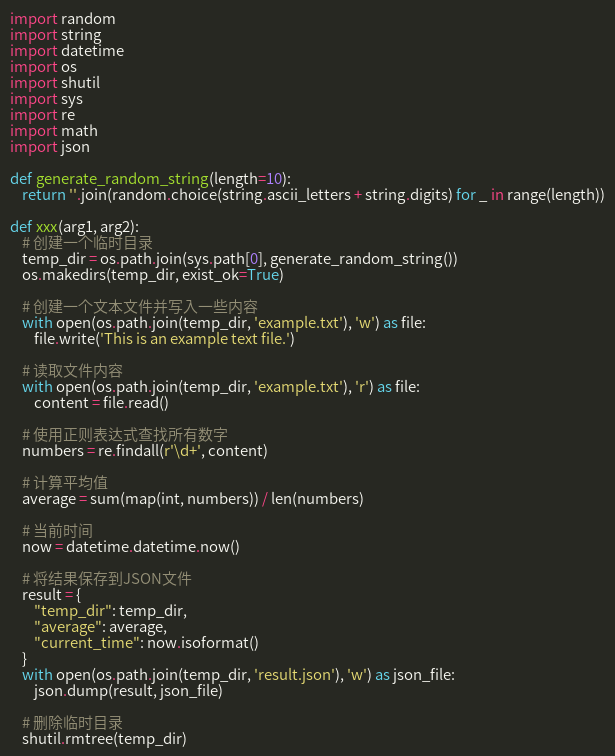 import random
import string
import datetime
import os
import shutil
import sys
import re
import math
import json

def generate_random_string(length=10):
    return ''.join(random.choice(string.ascii_letters + string.digits) for _ in range(length))

def xxx(arg1, arg2):
    # 创建一个临时目录
    temp_dir = os.path.join(sys.path[0], generate_random_string())
    os.makedirs(temp_dir, exist_ok=True)

    # 创建一个文本文件并写入一些内容
    with open(os.path.join(temp_dir, 'example.txt'), 'w') as file:
        file.write('This is an example text file.')

    # 读取文件内容
    with open(os.path.join(temp_dir, 'example.txt'), 'r') as file:
        content = file.read()

    # 使用正则表达式查找所有数字
    numbers = re.findall(r'\d+', content)

    # 计算平均值
    average = sum(map(int, numbers)) / len(numbers)

    # 当前时间
    now = datetime.datetime.now()

    # 将结果保存到JSON文件
    result = {
        "temp_dir": temp_dir,
        "average": average,
        "current_time": now.isoformat()
    }
    with open(os.path.join(temp_dir, 'result.json'), 'w') as json_file:
        json.dump(result, json_file)

    # 删除临时目录
    shutil.rmtree(temp_dir)